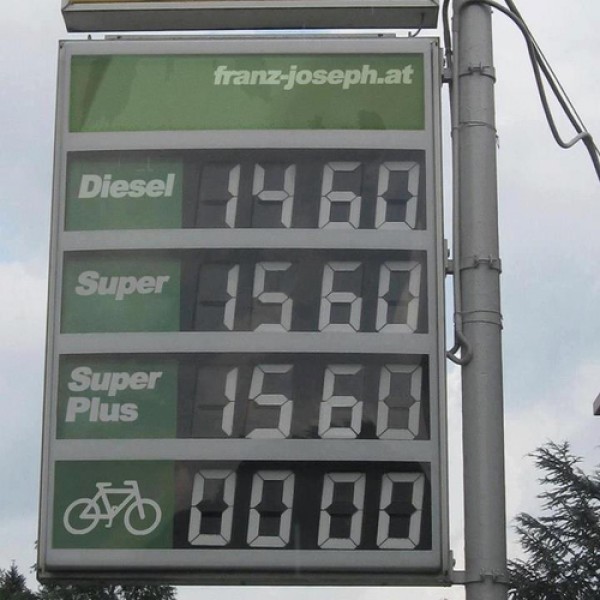 franz-joseph.at
Diesel 1460
Super 1560
Super
Plus 1560
0000